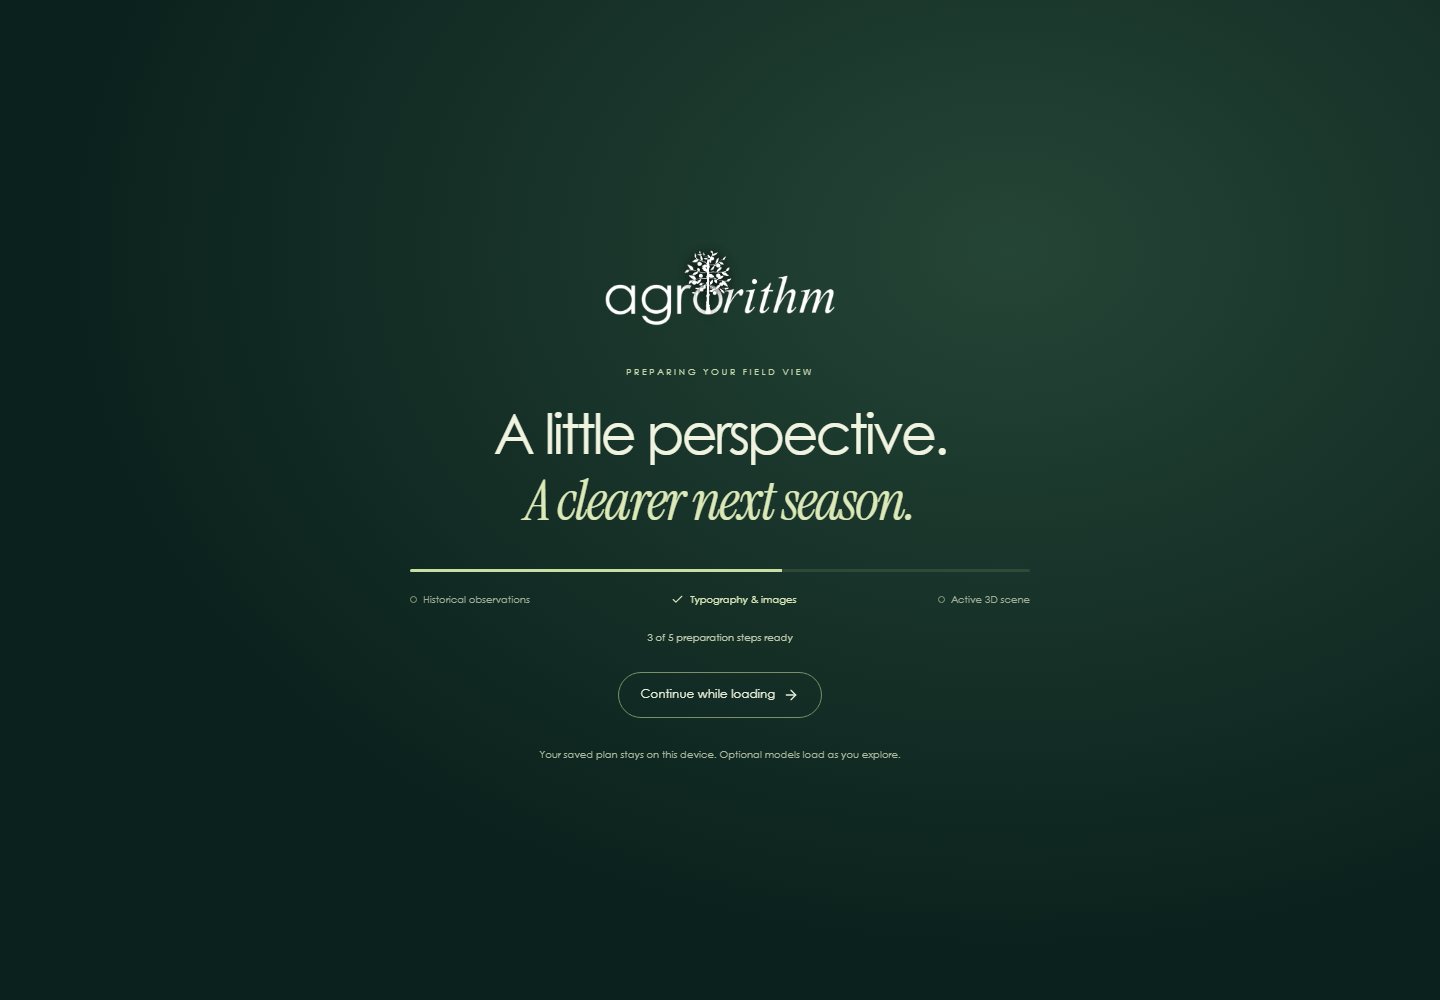 agrorithm
PREPARING YOUR FIELD VIEW
A little perspective.
A clearer next season.
Historical observations
Typography & images
Active 3D scene
3 of 5 preparation steps ready
Continue while loading
Your saved plan stays on this device. Optional models load as you explore.